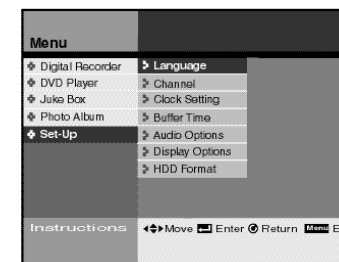 Menu
Digital Recorder
DVD Player
Juke Box
Photo Album
Set-Up
Language
Channel
Clock Setting
Buffer Time
Audio Options
Display Options
HDD Format
Instructions Move Enter Return Menu E